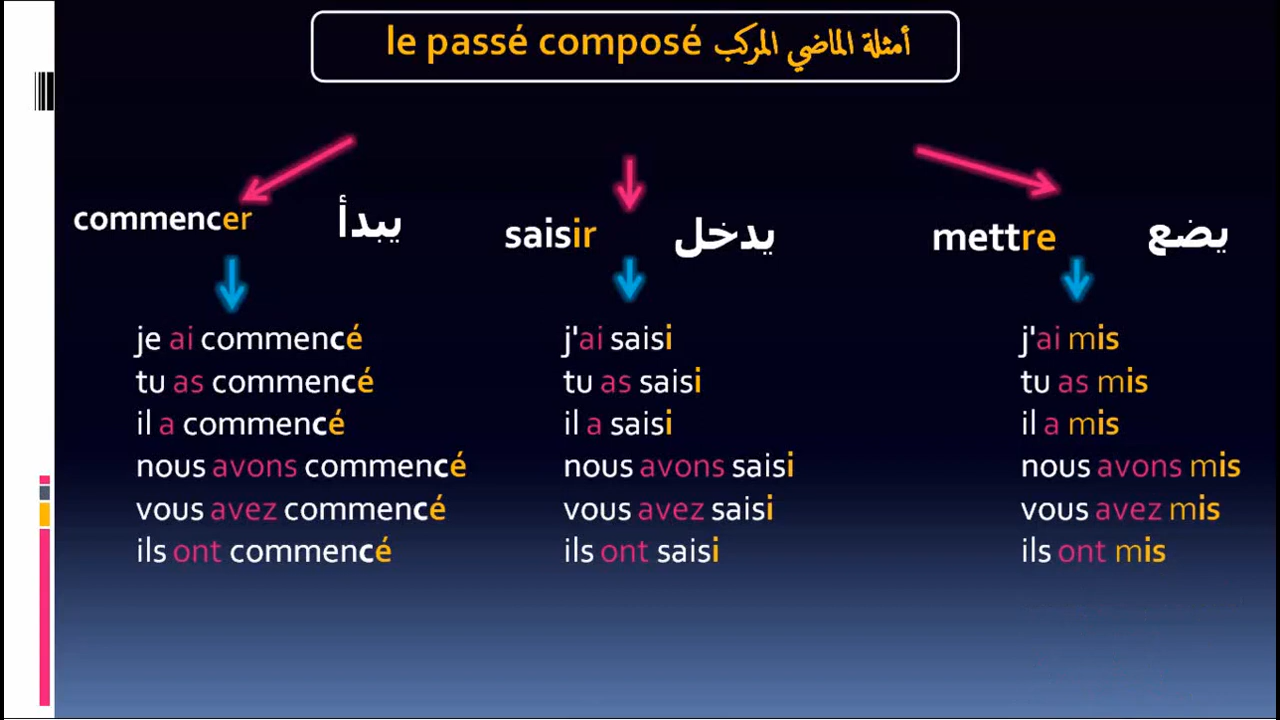 le passé composé أمثلة الماضي المركب
commencer يبدأ
je ai commencé
tu as commencé
il a commencé
nous avons commencé
vous avez commencé
ils ont commencé
saisir يدخل
j'ai saisi
tu as saisi
il a saisi
nous avons saisi
vous avez saisi
ils ont saisi
mettre يضع
j'ai mis
tu as mis
il a mis
nous avons mis
vous avez mis
ils ont mis